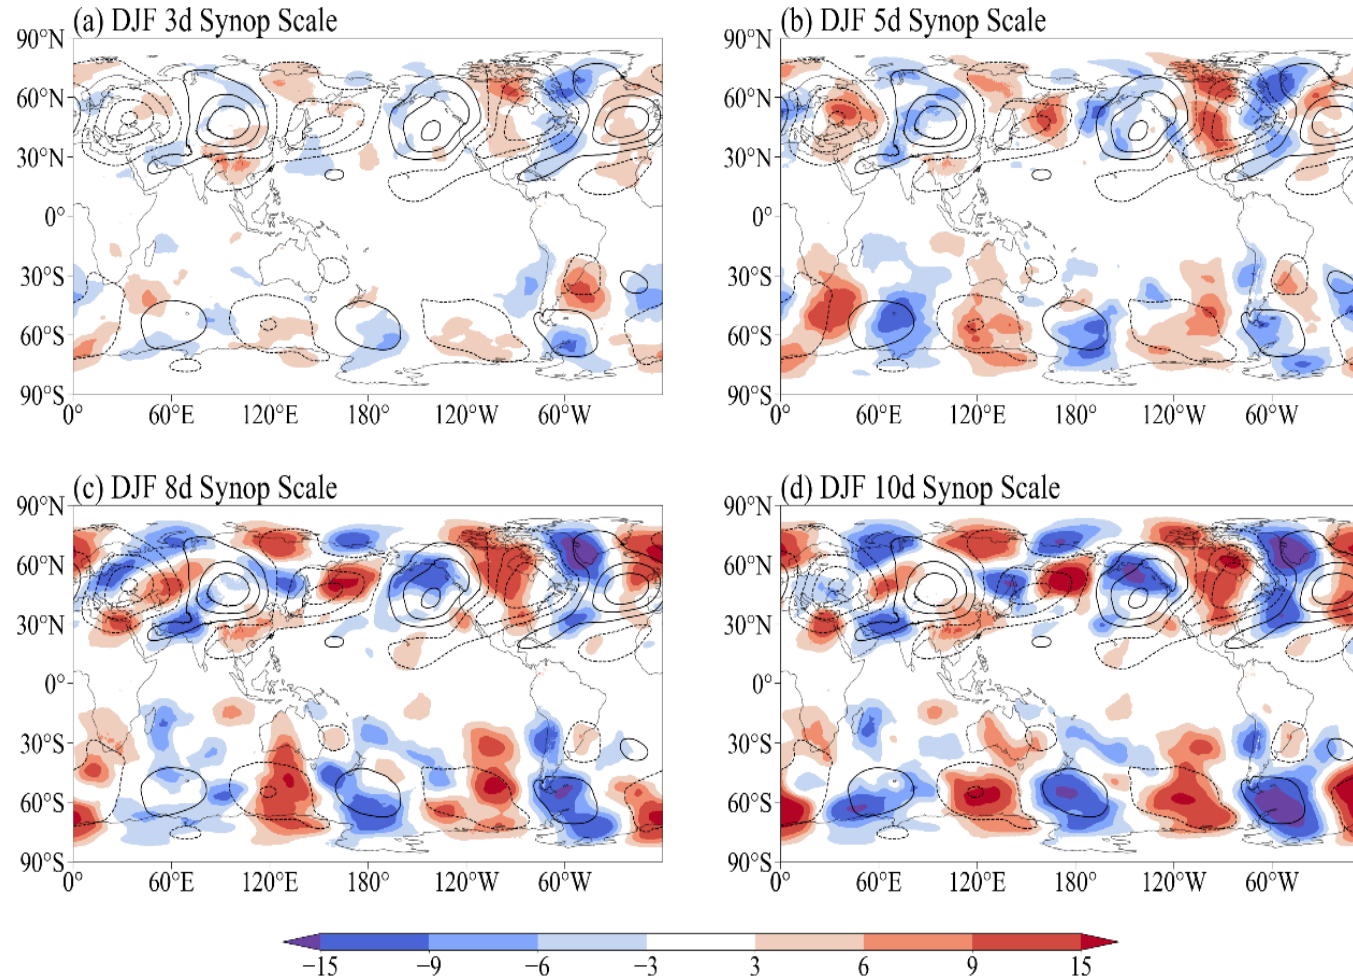 (a) DJF 3d Synop Scale
90°N
60°N
30°N
0°
30°S
60°S
90°S
0° 60°E 120°E 180° 120°W 60°W
(b) DJF 5d Synop Scale
90°N
60°N
30°N
0°
30°S
60°S
90°S
0° 60°E 120°E 180° 120°W 60°W
(c) DJF 8d Synop Scale
90°N
60°N
30°N
0°
30°S
60°S
90°S
0° 60°E 120°E 180° 120°W 60°W
(d) DJF 10d Synop Scale
90°N
60°N
30°N
0°
30°S
60°S
90°S
0° 60°E 120°E 180° 120°W 60°W
−15 −9 −6 −3 3 6 9 15